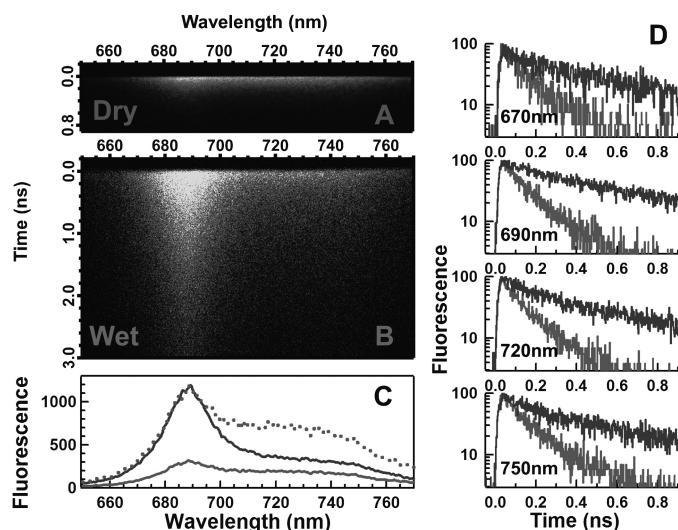 Wavelength (nm)
660 680 700 720 740 760
0.0
0.8
Dry A
660 680 700 720 740 760
0.0
1.0
2.0
3.0
Time (ns)
Wet B
1000
500
0
Fluorescence
C
660 680 700 720 740 760
Wavelength (nm)
D
100
10
670nm
0.0 0.2 0.4 0.6 0.8
100
10
690nm
0.0 0.2 0.4 0.6 0.8
100
10
720nm
0.0 0.2 0.4 0.6 0.8
100
10
750nm
0.0 0.2 0.4 0.6 0.8
Fluorescence
Time (ns)